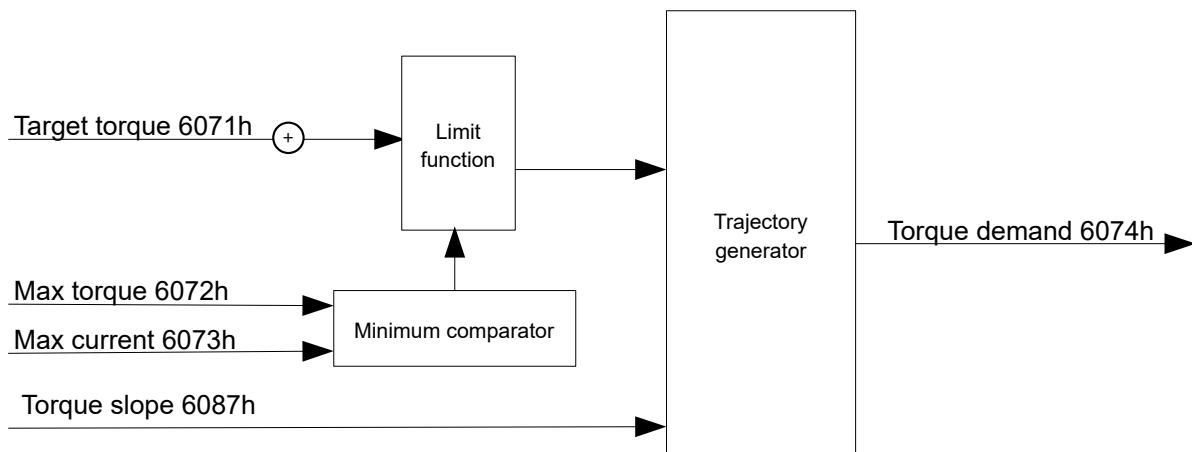 Target torque 6071h
+
Limit
function
Trajectory
generator
Torque demand 6074h
Max torque 6072h
Minimum comparator
Max current 6073h
Torque slope 6087h